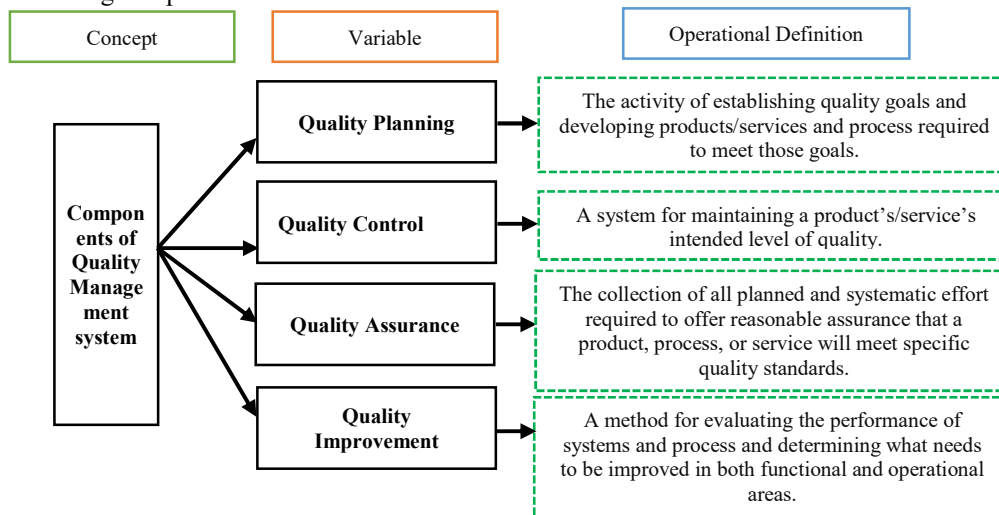 Concept
Variable
Operational Definition
Compon
ents of
Quality
Manage
ment
system
Quality Planning
The activity of establishing quality goals and
developing products/services and process required
to meet those goals.
Quality Control
A system for maintaining a product’s/service’s
intended level of quality.
Quality Assurance
The collection of all planned and systematic effort
required to offer reasonable assurance that a
product, process, or service will meet specific
quality standards.
Quality
Improvement
A method for evaluating the performance of
systems and process and determining what needs
to be improved in both functional and operational
areas.